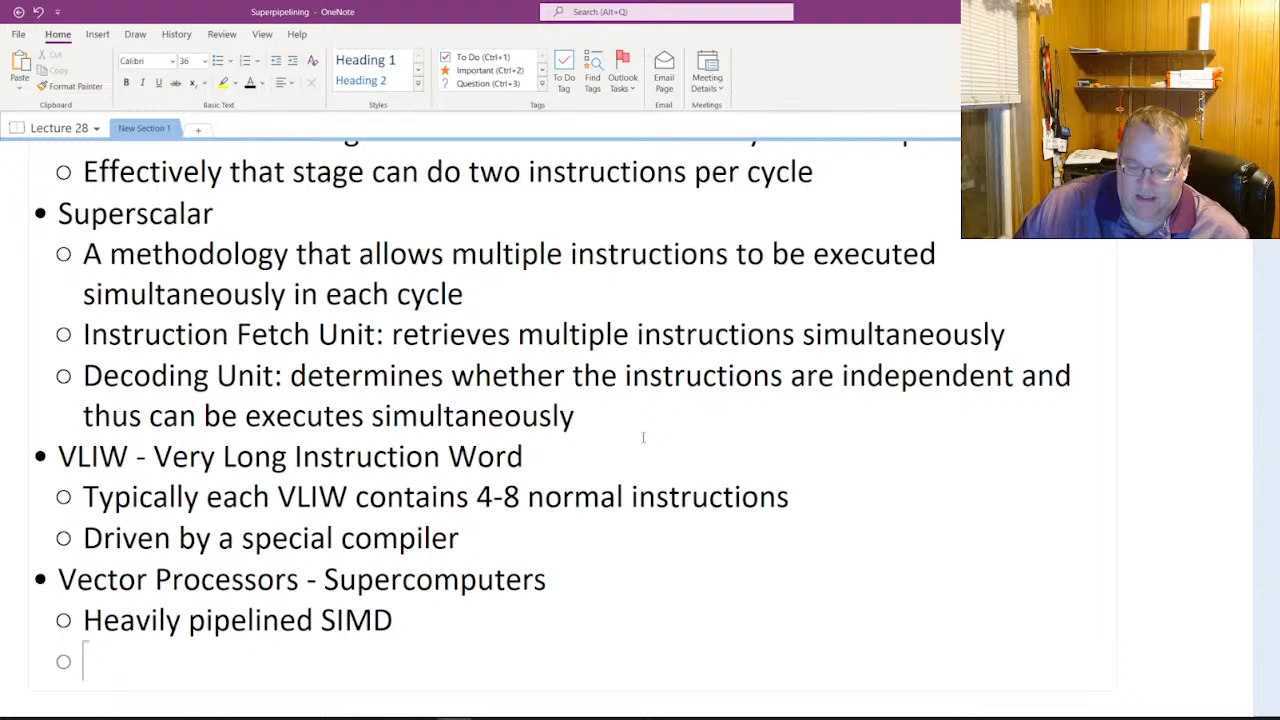 Superpipelining - OneNote
Search (Alt+Q)
File Home Insert Draw History Review View Help
Paste
Cut
Copy
Format Painter
Clipboard
Calibri
B I U
Basic Text
Heading 1
Heading 2
Styles
To Do (Ctrl+1)
Important (Ctrl+2)
Question (Ctrl+3)
To Do
Tag
Find
Tags
Outlook
Tasks
Tags
Email
Page
Email
Meeting
Details
Meetings
Lecture 28
New Section 1
+
○ Effectively that stage can do two instructions per cycle
• Superscalar
○ A methodology that allows multiple instructions to be executed
simultaneously in each cycle
○ Instruction Fetch Unit: retrieves multiple instructions simultaneously
○ Decoding Unit: determines whether the instructions are independent and
thus can be executes simultaneously
• VLIW - Very Long Instruction Word
○ Typically each VLIW contains 4-8 normal instructions
○ Driven by a special compiler
• Vector Processors - Supercomputers
○ Heavily pipelined SIMD
○